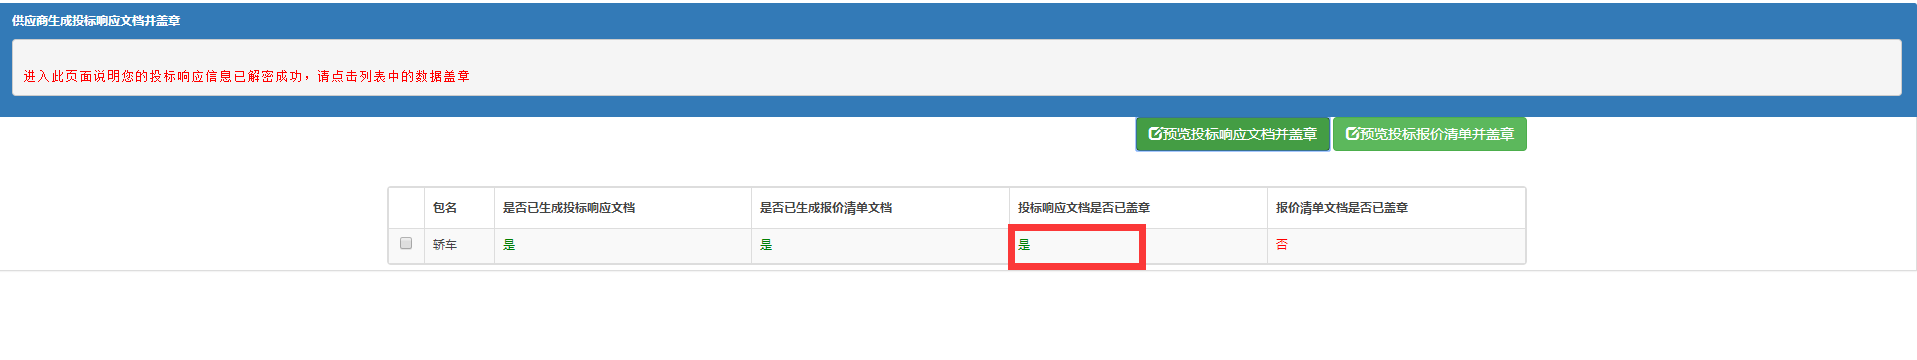 供应商生成投标响应文档并盖章
进入此页面说明您的投标响应信息已解密成功，请点击列表中的数据盖章
预览投标响应文档并盖章 预览投标报价清单并盖章
包名 是否已生成投标响应文档 是否已生成报价清单文档 投标响应文档是否已盖章 报价清单文档是否已盖章
轿车 是 是 是 否